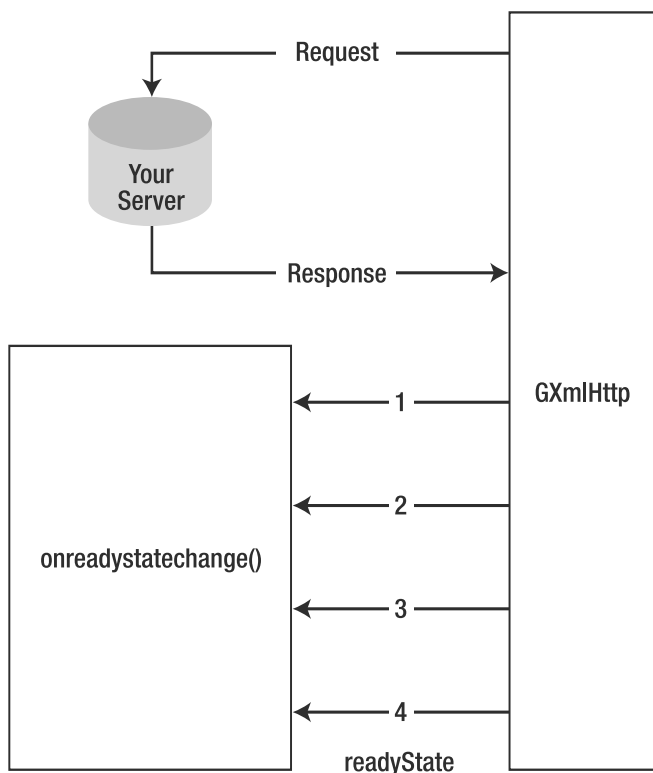 Request
Your
Server
Response
GXmlHttp
1
2
onreadystatechange()
3
4
readyState